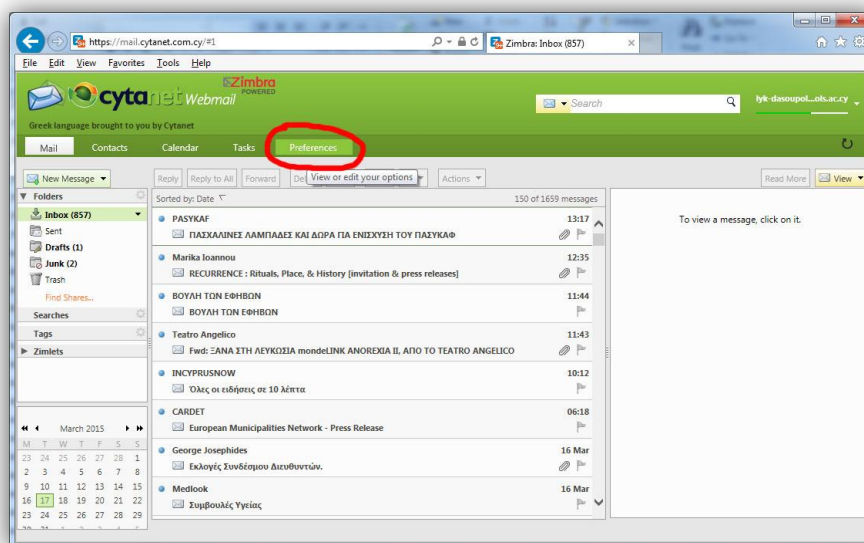 https://mail.cytanet.com.cy/#1
Zimbra: Inbox (857)
File Edit View Favorites Tools Help
Zimbra
POWERED
cytanet Webmail
Search
lyk-dasoupol...ols.ac.cy
Greek language brought to you by Cytanet
Mail Contacts Calendar Tasks Preferences
New Message
Reply Reply to All Forward De View or edit your options Actions
Read More View
Folders
Sorted by: Date
150 of 1659 messages
Inbox (857)
Sent
Drafts (1)
Junk (2)
Trash
Find Shares...
Searches
Tags
Zimlets
PASYKAF 13:17
ΠΑΣΧΑΛΙΝΕΣ ΛΑΜΠΑΔΕΣ ΚΑΙ ΔΩΡΑ ΓΙΑ ΕΝΙΣΧΥΣΗ ΤΟΥ ΠΑΣΥΚΑΦ
Marika Ioannou 12:35
RECURRENCE : Rituals, Place, & History [invitation & press releases]
ΒΟΥΛΗ ΤΩΝ ΕΦΗΒΩΝ 11:44
ΒΟΥΛΗ ΤΩΝ ΕΦΗΒΩΝ
Teatro Angelico 11:43
Fwd: ΞΑΝΑ ΣΤΗ ΛΕΥΚΩΣΙΑ mondeLINK ANOREXIA II, ΑΠΟ ΤΟ TEATRO ANGELICO
INCYPRUSNOW 10:12
Όλες οι ειδήσεις σε 10 λέπτα
CARDET 06:18
European Municipalities Network - Press Release
George Josephides 16 Mar
Εκλογές Συνδέσμου Διευθυντών.
Medlook 16 Mar
Συμβουλές Υγείας
To view a message, click on it.
March 2015
M T W T F S S
23 24 25 26 27 28 1
2 3 4 5 6 7 8
9 10 11 12 13 14 15
16 17 18 19 20 21 22
23 24 25 26 27 28 29